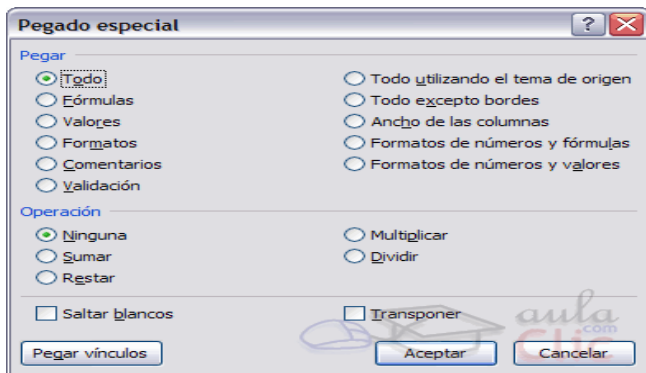 Pegado especial
Pegar
Todo
Todo utilizando el tema de origen
Fórmulas
Todo excepto bordes
Valores
Ancho de las columnas
Formatos
Formatos de números y fórmulas
Comentarios
Formatos de números y valores
Validación
Operación
Ninguna
Multiplicar
Sumar
Dividir
Restar
Saltar blancos
Transponer
aula
Clic
.com
Pegar vínculos
Aceptar
Cancelar